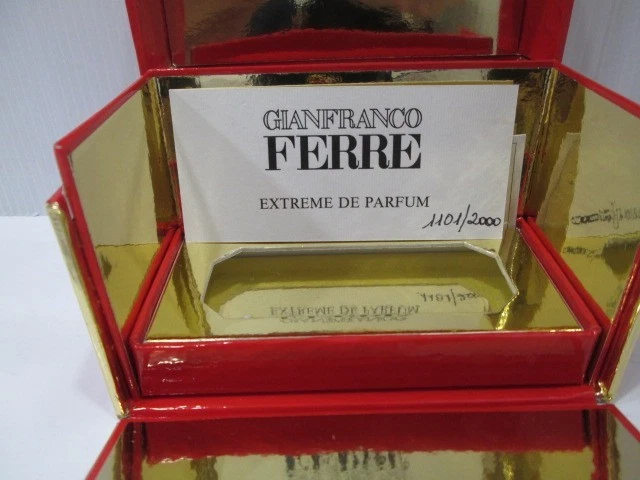 GIANFRANCO
FERRE
EXTREME DE PARFUM
1101/2000